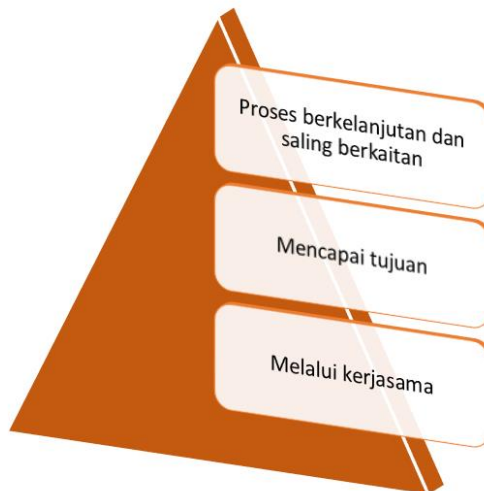 Proses berkelanjutan dan
saling berkaitan
Mencapai tujuan
Melalui kerjasama